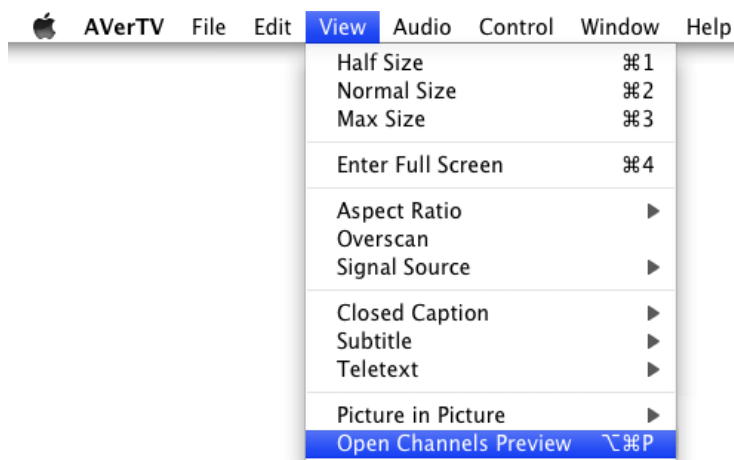 AVerTV File Edit View Audio Control Window Help
Half Size ⌘1
Normal Size ⌘2
Max Size ⌘3
Enter Full Screen ⌘4
Aspect Ratio ▶
Overscan
Signal Source ▶
Closed Caption ▶
Subtitle ▶
Teletext ▶
Picture in Picture ▶
Open Channels Preview ⌥⌘P